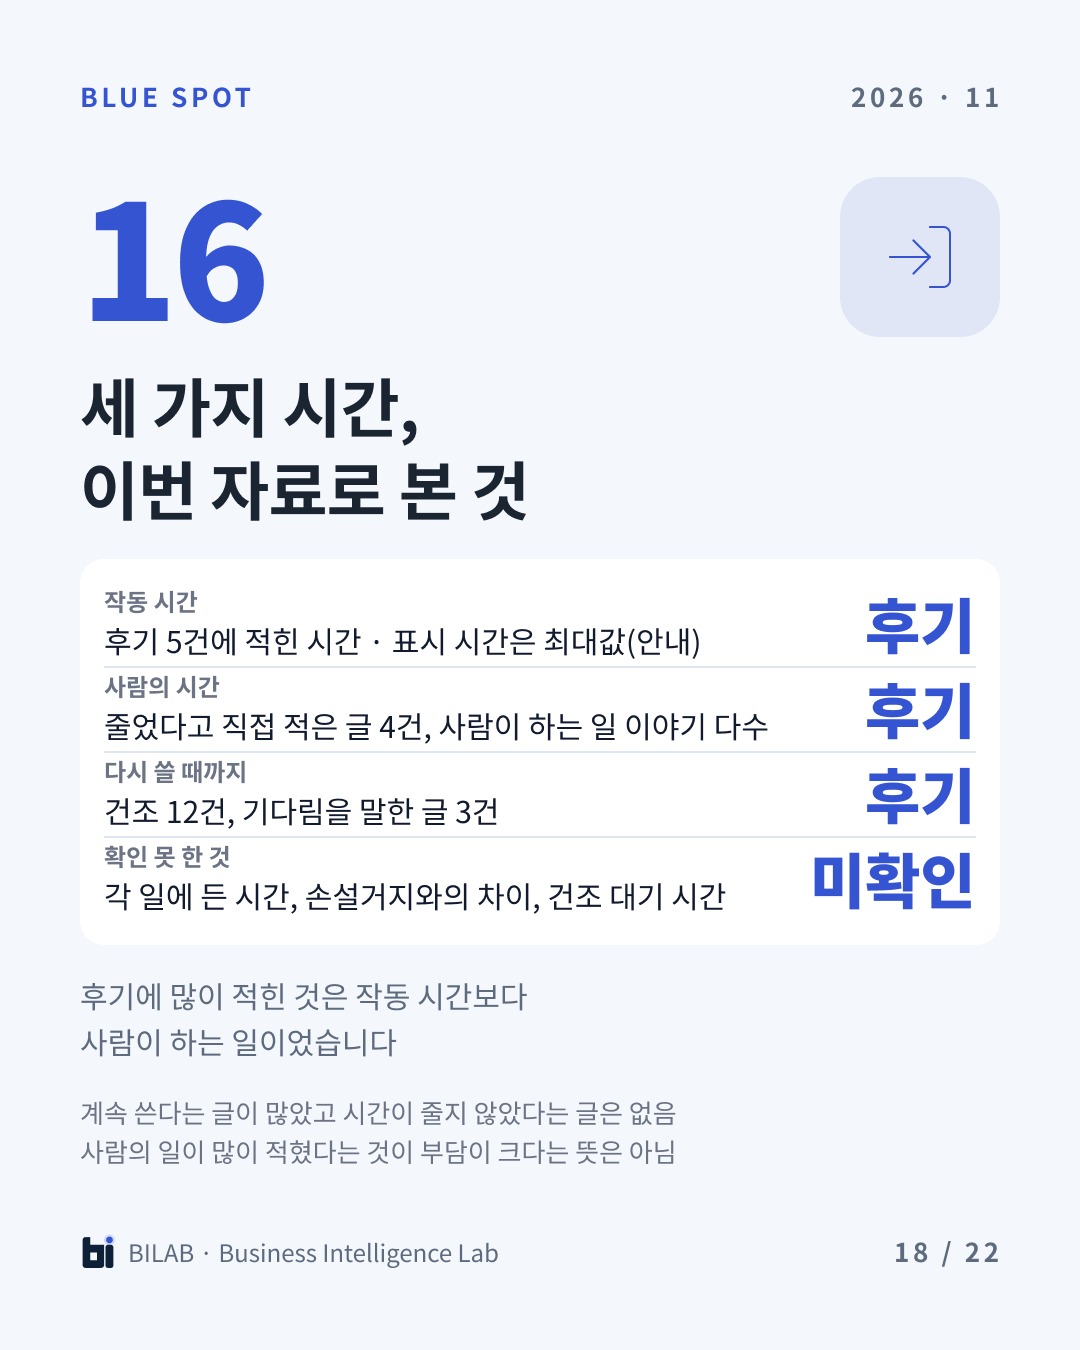 BLUE SPOT
2026 · 11
16
세 가지 시간,
이번 자료로 본 것
작동 시간
후기 5건에 적힌 시간 · 표시 시간은 최대값(안내)
후기
사람의 시간
줄었다고 직접 적은 글 4건, 사람이 하는 일 이야기 다수
후기
다시 쓸 때까지
건조 12건, 기다림을 말한 글 3건
후기
확인 못 한 것
각 일에 든 시간, 손설거지와의 차이, 건조 대기 시간
미확인
후기에 많이 적힌 것은 작동 시간보다
사람이 하는 일이었습니다
계속 쓴다는 글이 많았고 시간이 줄지 않았다는 글은 없음
사람의 일이 많이 적혔다는 것이 부담이 크다는 뜻은 아님
bi BILAB · Business Intelligence Lab
18 / 22